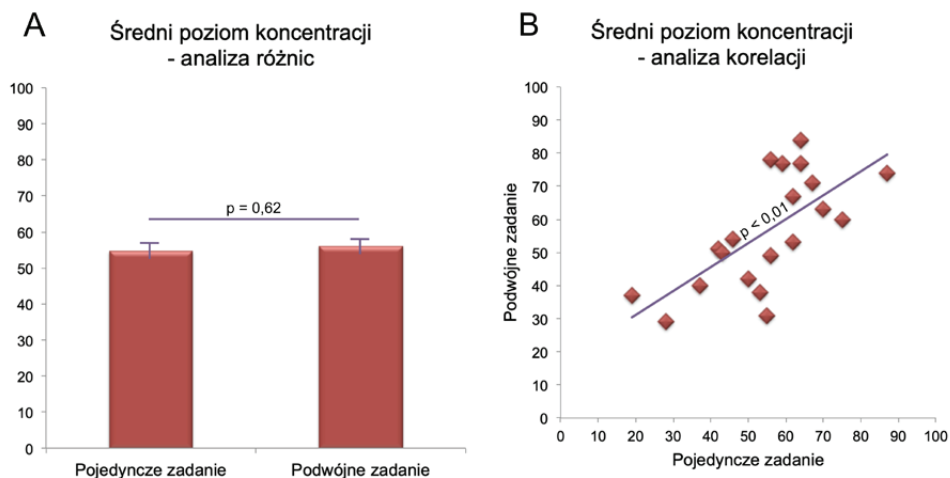 A
Średni poziom koncentracji
- analiza różnic
100
90
80
70
60
50
40
30
20
10
0
p = 0,62
Pojedyncze zadanie
Podwójne zadanie
B
Średni poziom koncentracji
- analiza korelacji
Podwójne zadanie
100
90
80
70
60
50
40
30
20
10
0
p < 0,01
0 10 20 30 40 50 60 70 80 90 100
Pojedyncze zadanie